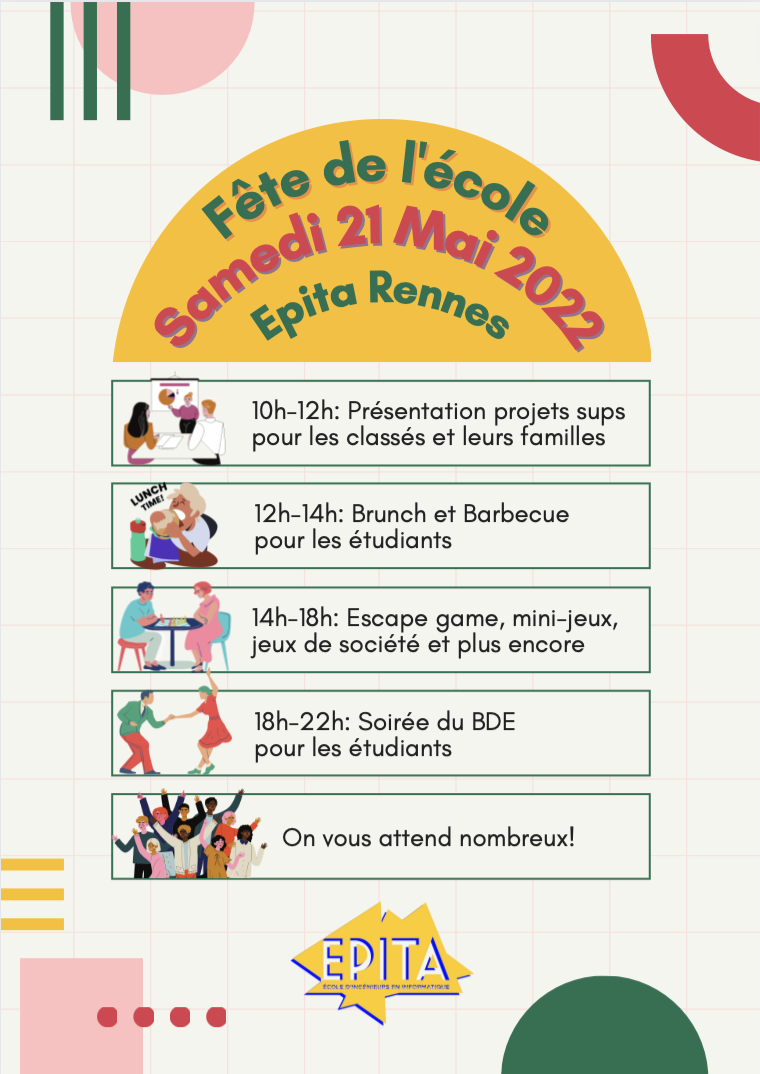 Fête de l'école
Samedi 21 Mai 2022
Epita Rennes
10h-12h: Présentation projets sups
pour les classés et leurs familles
LUNCH
TIME!
12h-14h: Brunch et Barbecue
pour les étudiants
14h-18h: Escape game, mini-jeux,
jeux de société et plus encore
18h-22h: Soirée du BDE
pour les étudiants
On vous attend nombreux!
EPITA
ÉCOLE D'INGÉNIEURS EN INFORMATIQUE